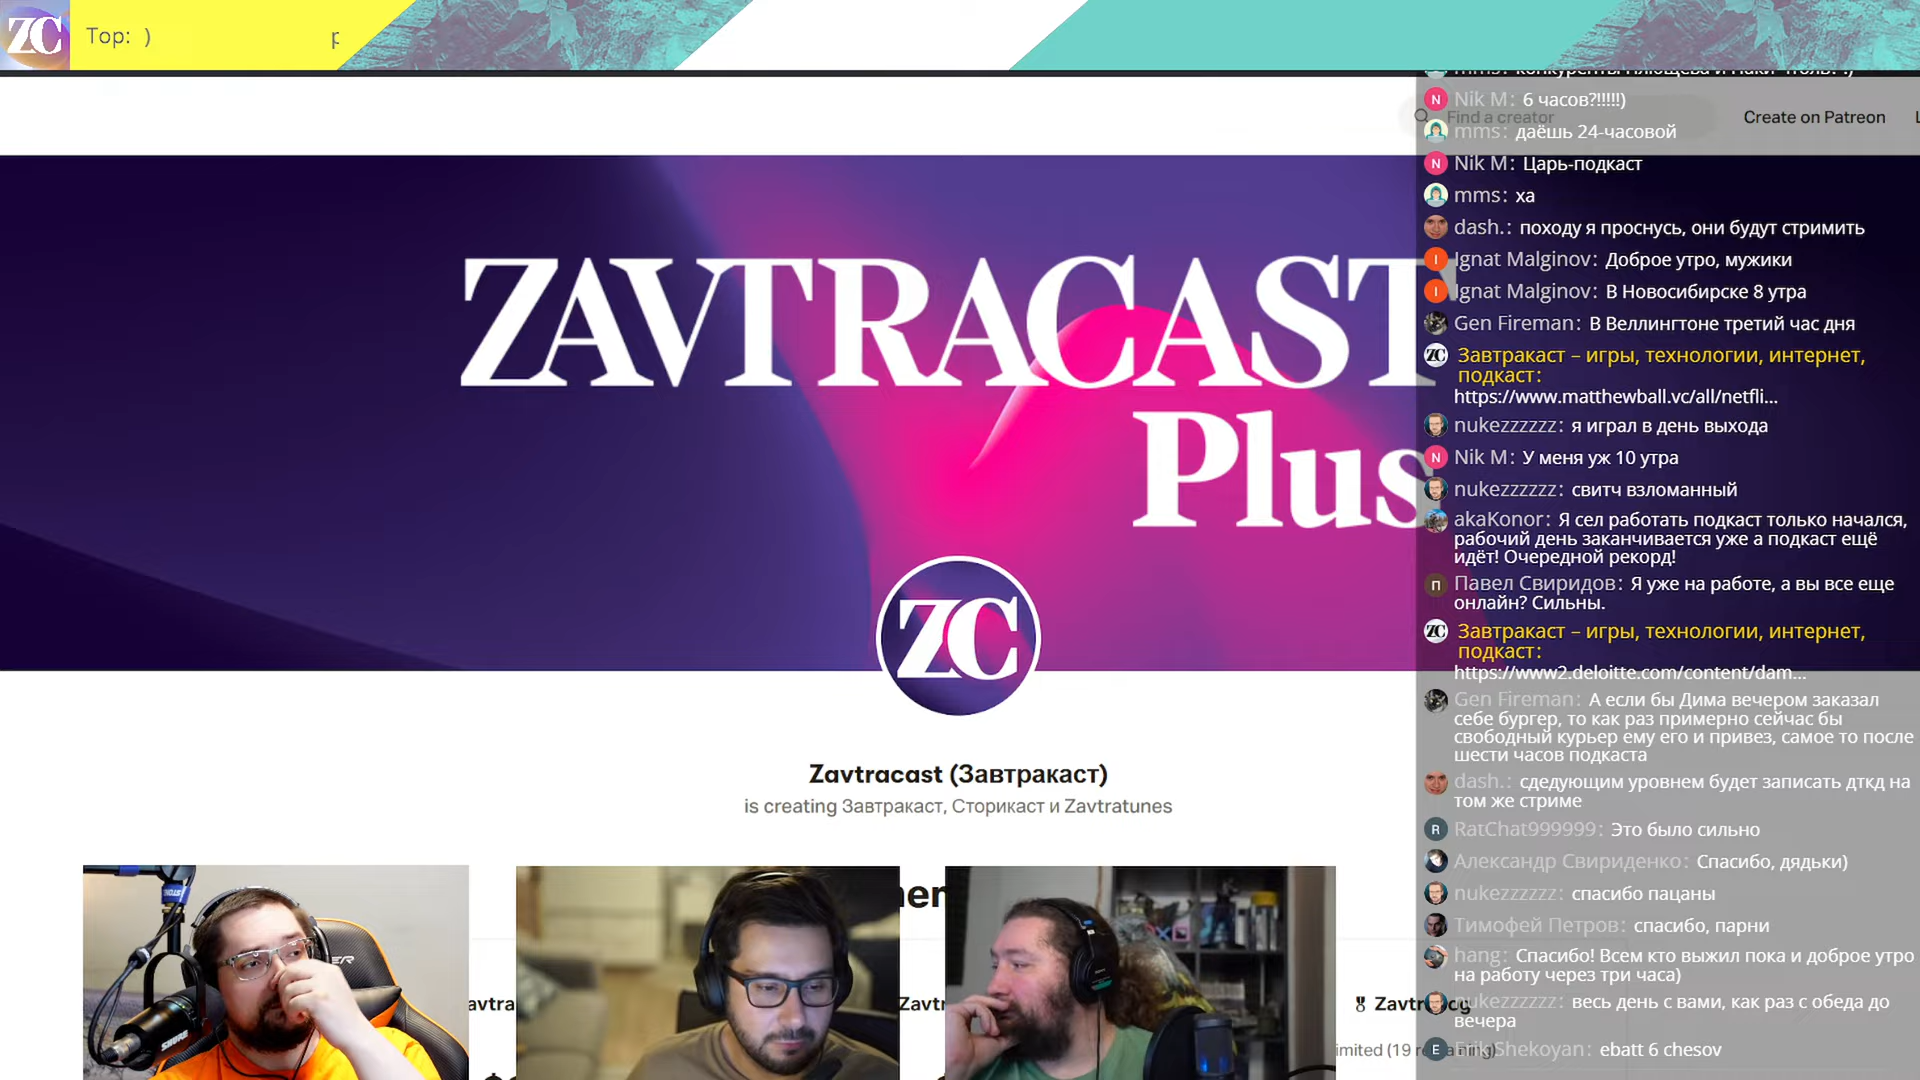 ZC
Top: )
Find a creator
Create on Patreon
ZAVTRACAST
Plus
ZC
Zavtracast (Завтракаст)
is creating Завтракаст, Сторикаст и Zavtratunes
SHURE
Nik M: 6 часов?!!!!!)
mms: даёшь 24-часовой
Nik M: Царь-подкаст
mms: ха
dash.: походу я проснусь, они будут стримить
Ignat Malginov: Доброе утро, мужики
Ignat Malginov: В Новосибирске 8 утра
Gen Fireman: В Веллингтоне третий час дня
ZC Завтракаст – игры, технологии, интернет,
подкаст:
https://www.matthewball.vc/all/netfli...
nukezzzzzz: я играл в день выхода
Nik M: У меня уж 10 утра
nukezzzzzz: свитч взломанный
akaKonor: Я сел работать подкаст только начался,
рабочий день заканчивается уже а подкаст ещё
идёт! Очередной рекорд!
Павел Свиридов: Я уже на работе, а вы все еще
онлайн? Сильны.
ZC Завтракаст – игры, технологии, интернет,
подкаст:
https://www2.deloitte.com/content/dam...
Gen Fireman: А если бы Дима вечером заказал
себе бургер, то как раз примерно сейчас бы
свободный курьер ему его и привез, самое то после
шести часов подкаста
dash.: сдедующим уровнем будет записать дткд на
том же стриме
RatChat999999: Это было сильно
Александр Свириденко: Спасибо, дядьки)
nukezzzzzz: спасибо пацаны
Тимофей Петров: спасибо, парни
hang: Спасибо! Всем кто выжил пока и доброе утро
на работу через три часа)
nukezzzzzz: весь день с вами, как раз с обеда до
вечера
Erik Shekoyan: ebatt 6 chesov